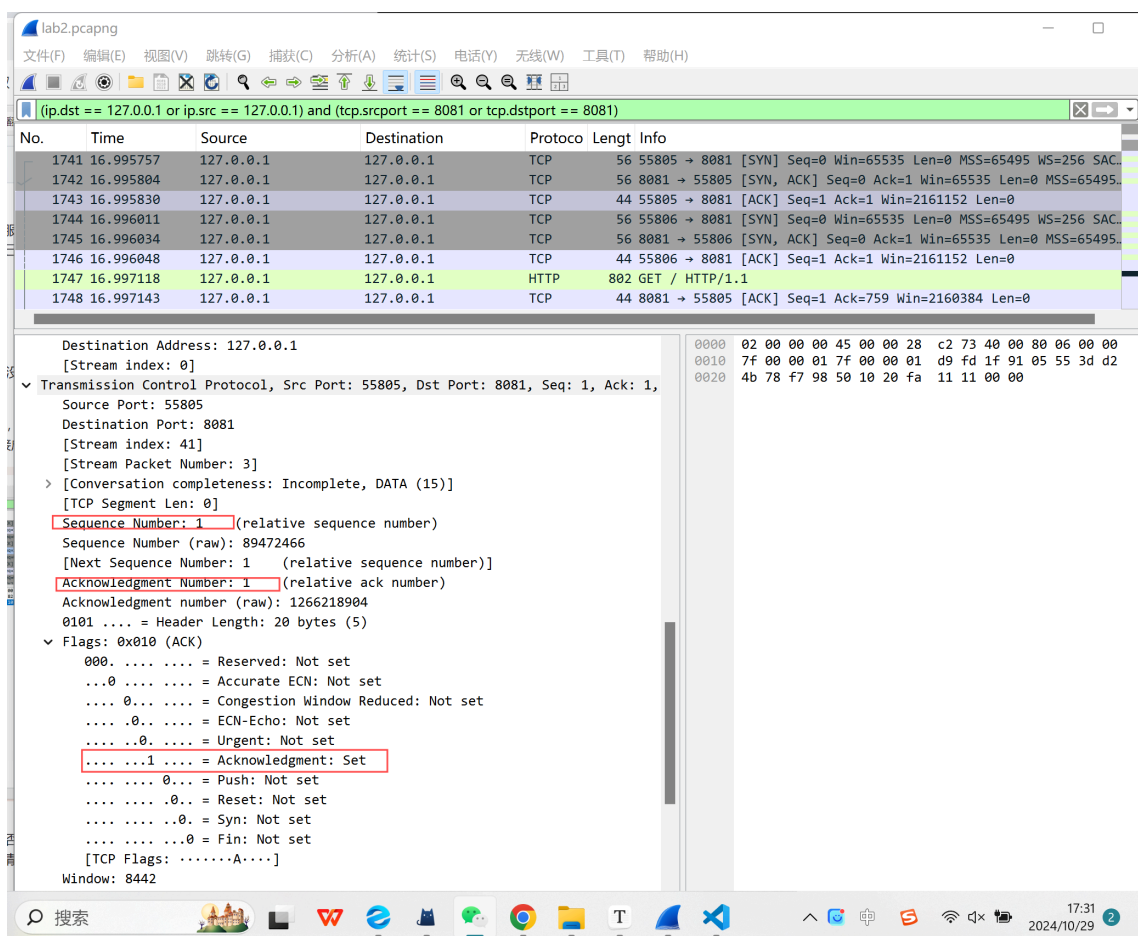 lab2.pcapng
文件(F) 编辑(E) 视图(V) 跳转(G) 捕获(C) 分析(A) 统计(S) 电话(Y) 无线(W) 工具(T) 帮助(H)
(ip.dst == 127.0.0.1 or ip.src == 127.0.0.1) and (tcp.srcport == 8081 or tcp.dstport == 8081)
No. Time Source Destination Protoco Lengt Info
1741 16.995757 127.0.0.1 127.0.0.1 TCP 56 55805 → 8081 [SYN] Seq=0 Win=65535 Len=0 MSS=65495 WS=256 SAC…
1742 16.995804 127.0.0.1 127.0.0.1 TCP 56 8081 → 55805 [SYN, ACK] Seq=0 Ack=1 Win=65535 Len=0 MSS=65495…
1743 16.995830 127.0.0.1 127.0.0.1 TCP 44 55805 → 8081 [ACK] Seq=1 Ack=1 Win=2161152 Len=0
1744 16.996011 127.0.0.1 127.0.0.1 TCP 56 55806 → 8081 [SYN] Seq=0 Win=65535 Len=0 MSS=65495 WS=256 SAC…
1745 16.996034 127.0.0.1 127.0.0.1 TCP 56 8081 → 55806 [SYN, ACK] Seq=0 Ack=1 Win=65535 Len=0 MSS=65495…
1746 16.996048 127.0.0.1 127.0.0.1 TCP 44 55806 → 8081 [ACK] Seq=1 Ack=1 Win=2161152 Len=0
1747 16.997118 127.0.0.1 127.0.0.1 HTTP 802 GET / HTTP/1.1
1748 16.997143 127.0.0.1 127.0.0.1 TCP 44 8081 → 55805 [ACK] Seq=1 Ack=759 Win=2160384 Len=0
Destination Address: 127.0.0.1
[Stream index: 0]
Transmission Control Protocol, Src Port: 55805, Dst Port: 8081, Seq: 1, Ack: 1,
Source Port: 55805
Destination Port: 8081
[Stream index: 41]
[Stream Packet Number: 3]
[Conversation completeness: Incomplete, DATA (15)]
[TCP Segment Len: 0]
Sequence Number: 1 (relative sequence number)
Sequence Number (raw): 89472466
[Next Sequence Number: 1 (relative sequence number)]
Acknowledgment Number: 1 (relative ack number)
Acknowledgment number (raw): 1266218904
0101 .... = Header Length: 20 bytes (5)
Flags: 0x010 (ACK)
000. .... .... = Reserved: Not set
...0 .... .... = Accurate ECN: Not set
.... 0... .... = Congestion Window Reduced: Not set
.... .0.. .... = ECN-Echo: Not set
.... ..0. .... = Urgent: Not set
.... ...1 .... = Acknowledgment: Set
.... .... 0... = Push: Not set
.... .... .0.. = Reset: Not set
.... .... ..0. = Syn: Not set
.... .... ...0 = Fin: Not set
[TCP Flags: ·······A····]
Window: 8442
0000 02 00 00 00 45 00 00 28 c2 73 40 00 80 06 00 00
0010 7f 00 00 01 7f 00 00 01 d9 fd 1f 91 05 55 3d d2
0020 4b 78 f7 98 50 10 20 fa 11 11 00 00
搜索
T
中
17:31
2024/10/29
2